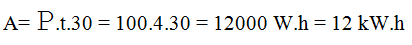 A= P.t.30 = 100.4.30 = 12000 W.h = 12 kW.h